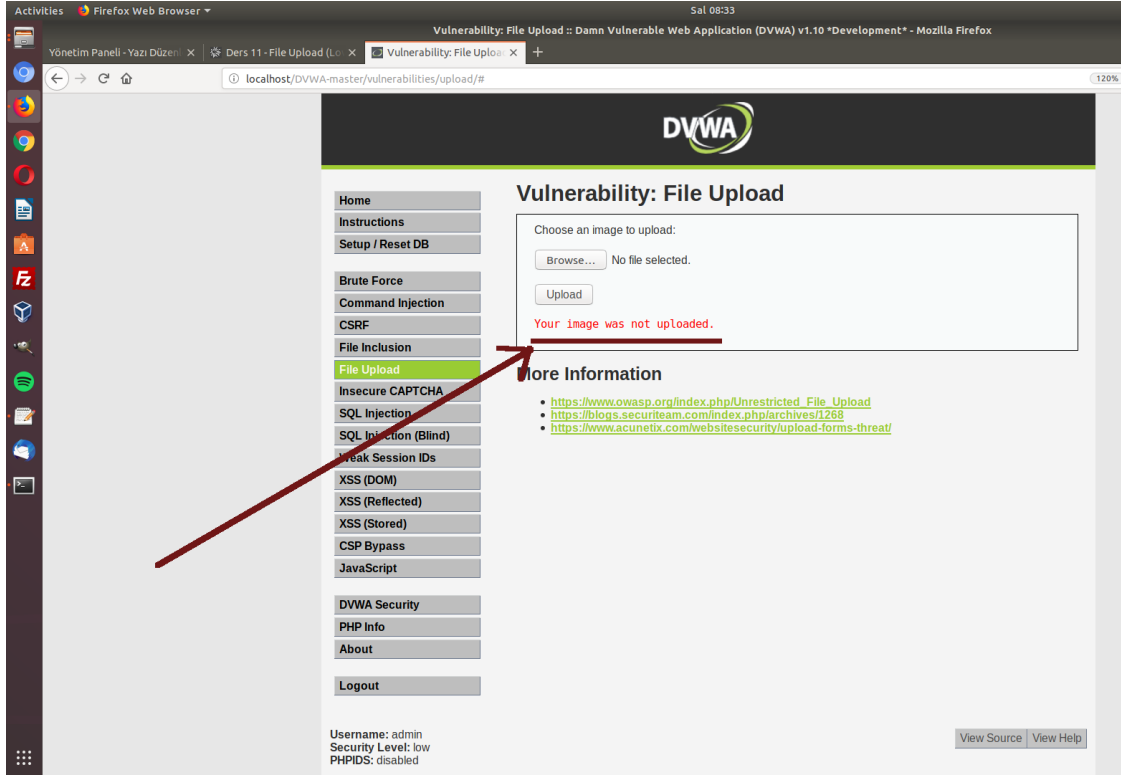 Activities Firefox Web Browser Sal 08:33
Vulnerability: File Upload :: Damn Vulnerable Web Application (DVWA) v1.10 *Development* - Mozilla Firefox
Yönetim Paneli - Yazı Düzenl Ders 11 - File Upload (Lo Vulnerability: File Uploa
localhost/DVWA-master/vulnerabilities/upload/# 120%
DVWA
Home
Instructions
Setup / Reset DB
Brute Force
Command Injection
CSRF
File Inclusion
File Upload
Insecure CAPTCHA
SQL Injection
SQL Injection (Blind)
Weak Session IDs
XSS (DOM)
XSS (Reflected)
XSS (Stored)
CSP Bypass
JavaScript
DVWA Security
PHP Info
About
Logout
Vulnerability: File Upload
Choose an image to upload:
Browse... No file selected.
Upload
Your image was not uploaded.
More Information
https://www.owasp.org/index.php/Unrestricted_File_Upload
https://blogs.securiteam.com/index.php/archives/1268
https://www.acunetix.com/websitesecurity/upload-forms-threat/
Username: admin
Security Level: low
PHPIDS: disabled
View Source View Help